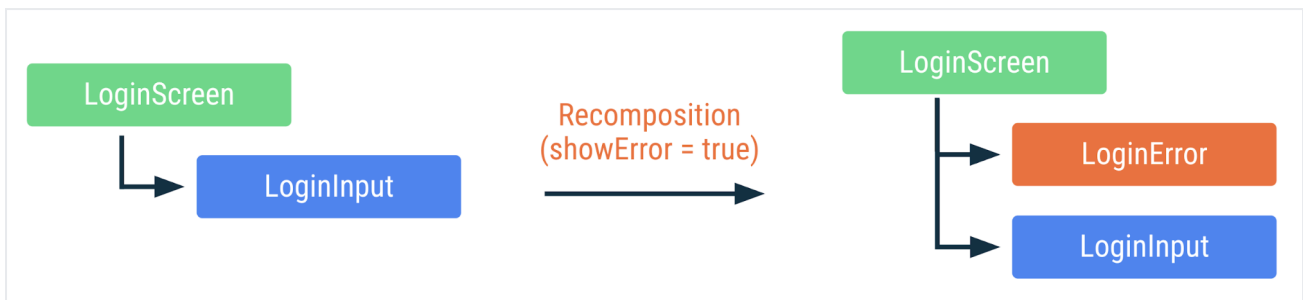 LoginScreen
LoginInput
Recomposition
(showError = true)
LoginScreen
LoginError
LoginInput